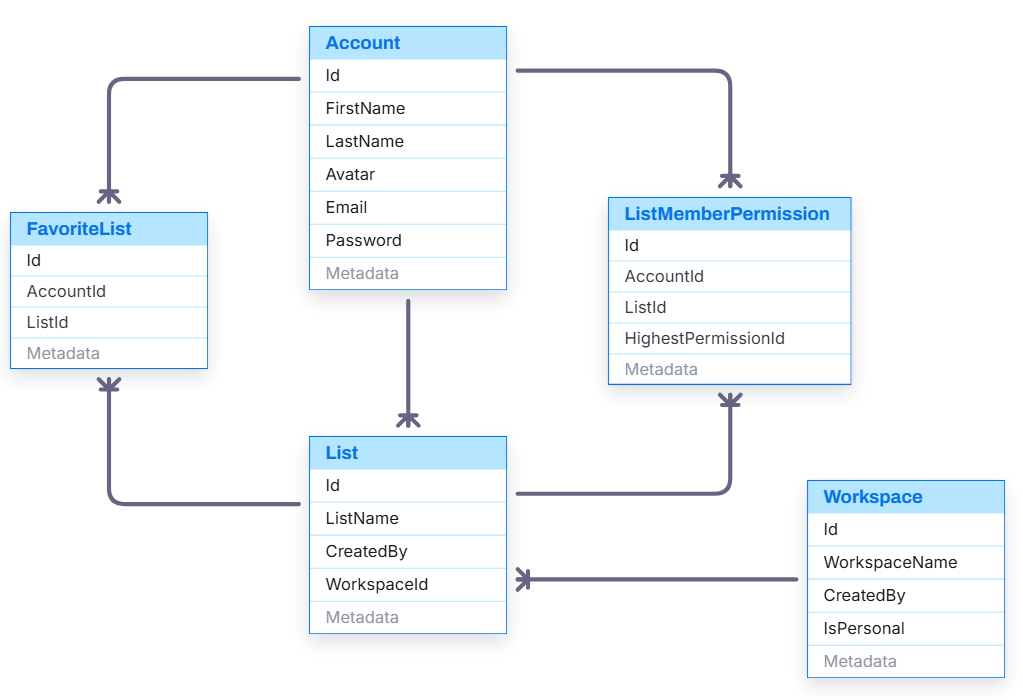 Account
Id
FirstName
LastName
Avatar
Email
Password
Metadata
FavoriteList
Id
AccountId
ListId
Metadata
ListMemberPermission
Id
AccountId
ListId
HighestPermissionId
Metadata
List
Id
ListName
CreatedBy
WorkspaceId
Metadata
Workspace
Id
WorkspaceName
CreatedBy
IsPersonal
Metadata